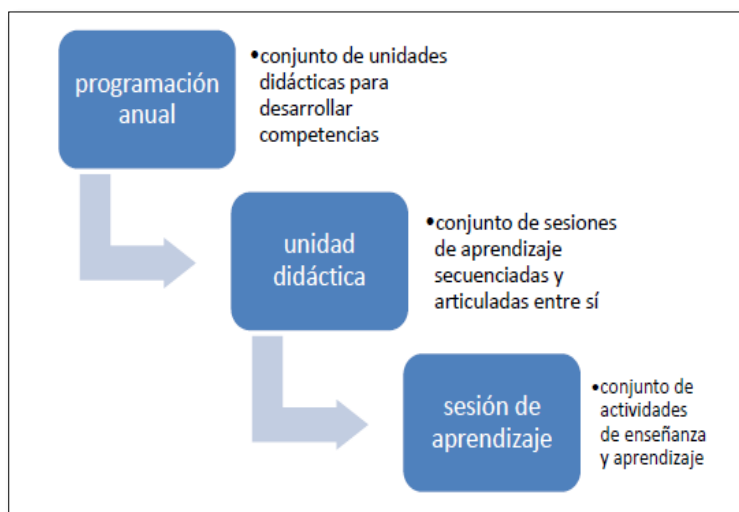 programación
anual
•conjunto de unidades
didácticas para
desarrollar
competencias
unidad
didáctica
•conjunto de sesiones
de aprendizaje
secuenciadas y
articuladas entre sí
sesión de
aprendizaje
•conjunto de
actividades
de enseñanza
y aprendizaje